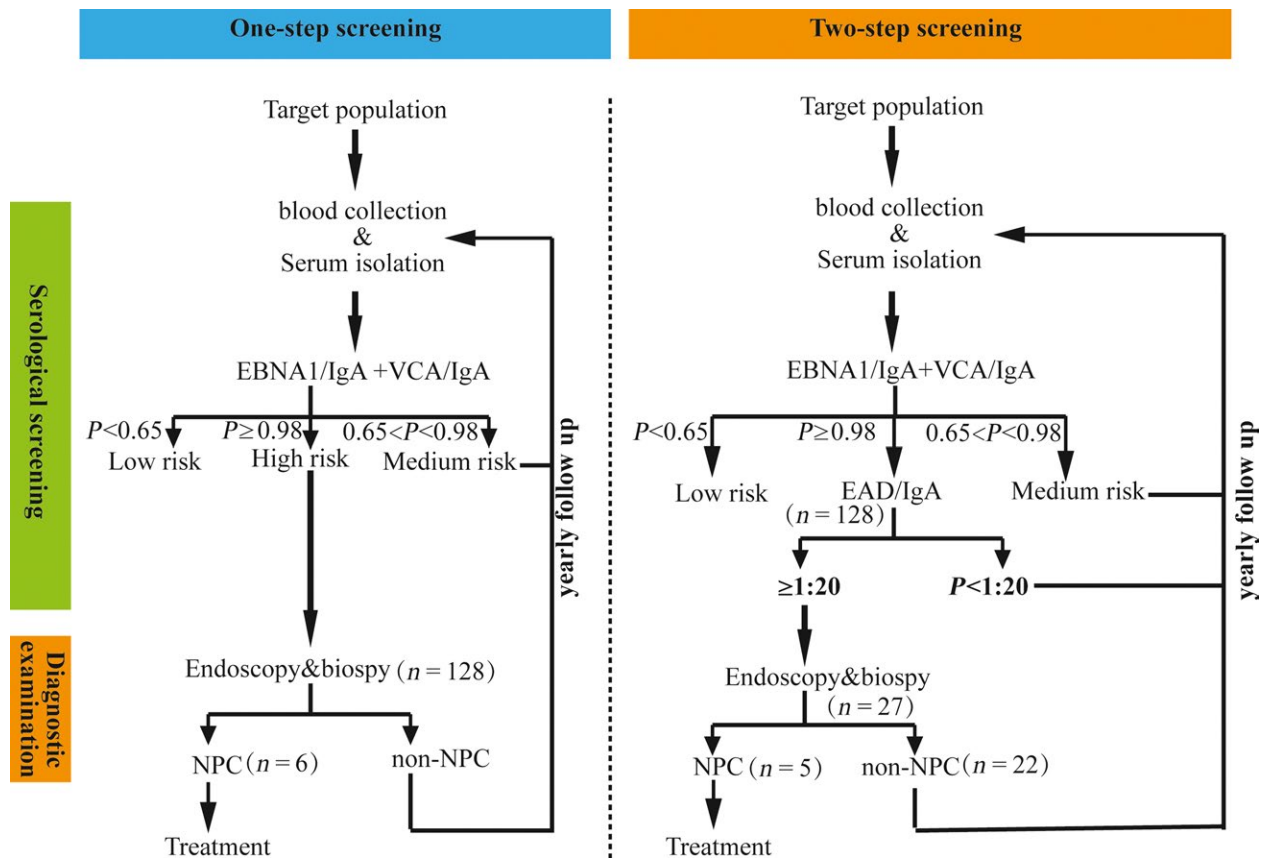 One-step screening
Two-step screening
Serological screening
Diagnostic
examination
Target population
blood collection
&
Serum isolation
EBNA1/IgA +VCA/IgA
P<0.65
P≥0.98
0.65<P<0.98
Low risk
High risk
Medium risk
yearly follow up
Endoscopy&biospy (n = 128)
NPC (n = 6)
non-NPC
Treatment
Target population
blood collection
&
Serum isolation
EBNA1/IgA+VCA/IgA
P<0.65
P≥0.98
0.65<P<0.98
Low risk
EAD/IgA
(n = 128)
Medium risk
≥1:20
P<1:20
yearly follow up
Endoscopy&biospy
(n = 27)
NPC (n = 5)
non-NPC (n = 22)
Treatment